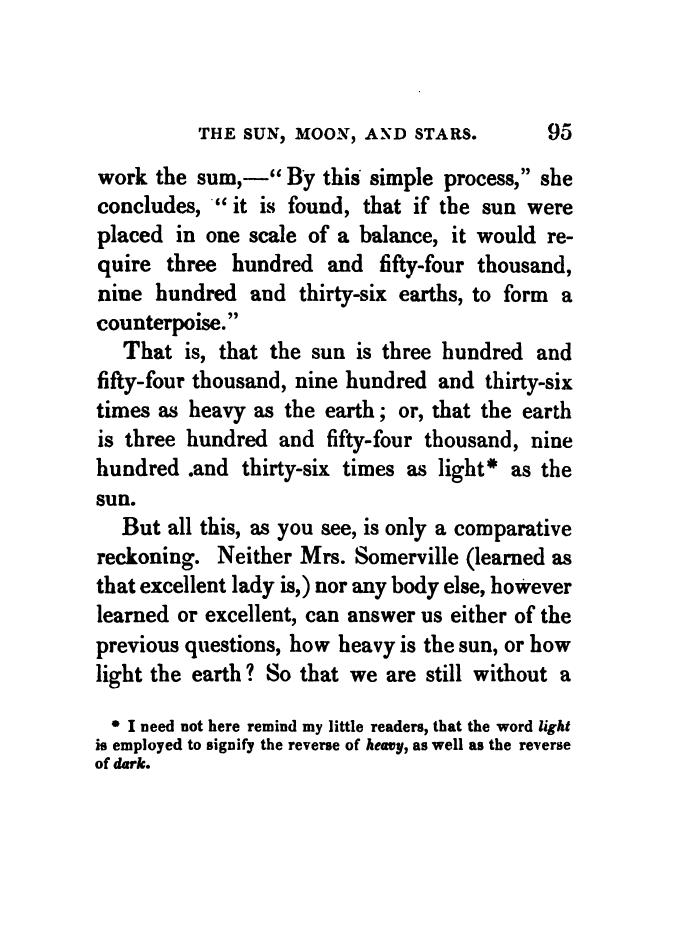 THE SUN, MOON, AND STARS. 95
work the sum,—“By this simple process,” she
concludes, “it is found, that if the sun were
placed in one scale of a balance, it would re-
quire three hundred and fifty-four thousand,
nine hundred and thirty-six earths, to form a
counterpoise.”
That is, that the sun is three hundred and
fifty-four thousand, nine hundred and thirty-six
times as heavy as the earth; or, that the earth
is three hundred and fifty-four thousand, nine
hundred .and thirty-six times as light* as the
sun.
But all this, as you see, is only a comparative
reckoning. Neither Mrs. Somerville (learned as
that excellent lady is,) nor any body else, however
learned or excellent, can answer us either of the
previous questions, how heavy is the sun, or how
light the earth? So that we are still without a
* I need not here remind my little readers, that the word light
is employed to signify the reverse of heavy, as well as the reverse
of dark.